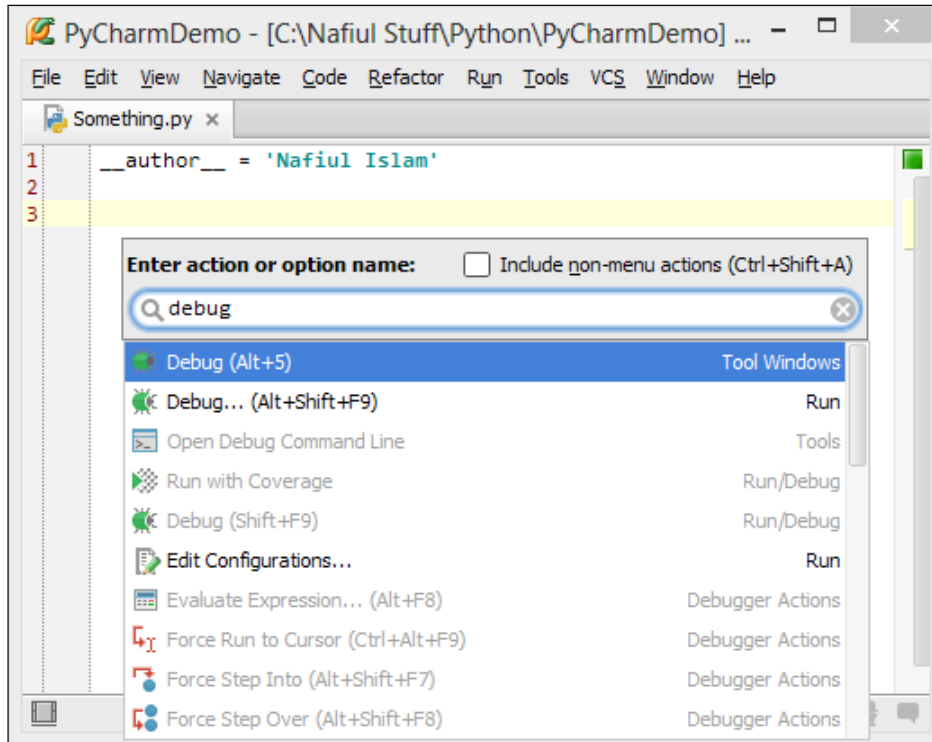 PyCharmDemo - [C:\Nafiul Stuff\Python\PyCharmDemo] ...
File Edit View Navigate Code Refactor Run Tools VCS Window Help
Something.py
1 __author__ = 'Nafiul Islam'
2
3
Enter action or option name: Include non-menu actions (Ctrl+Shift+A)
debug
Debug (Alt+5) Tool Windows
Debug... (Alt+Shift+F9) Run
Open Debug Command Line Tools
Run with Coverage Run/Debug
Debug (Shift+F9) Run/Debug
Edit Configurations... Run
Evaluate Expression... (Alt+F8) Debugger Actions
Force Run to Cursor (Ctrl+Alt+F9) Debugger Actions
Force Step Into (Alt+Shift+F7) Debugger Actions
Force Step Over (Alt+Shift+F8) Debugger Actions